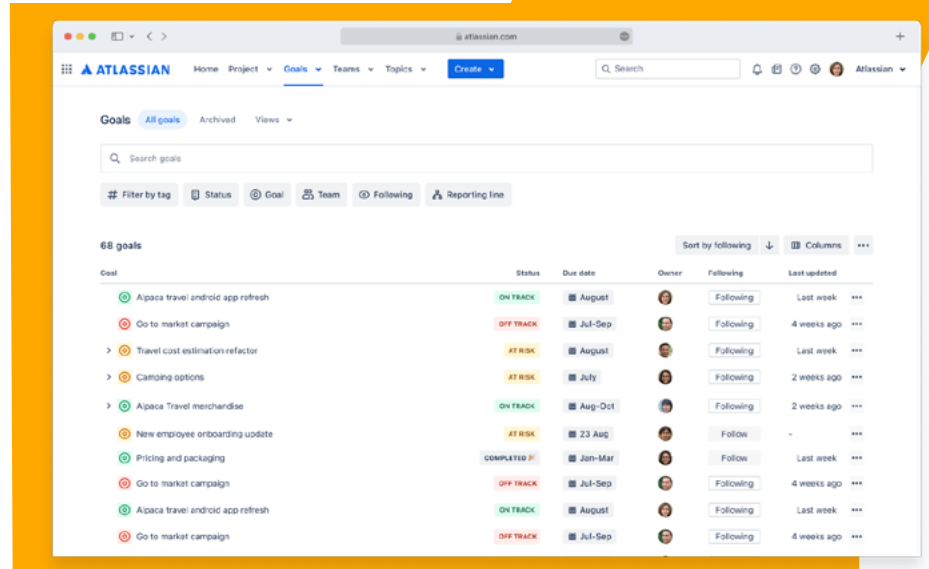 atlassian.com
ATLASSIAN Home Project Goals Teams Topics Create Search Atlassian
Goals All goals Archived Views
Search goals
Filter by tag Status Goal Team Following Reporting line
68 goals Sort by following Columns
Goal Status Due date Owner Following Last updated
Alpaca travel android app refresh ON TRACK August Following Last week
Go to market campaign OFF TRACK Jul-Sep Following 4 weeks ago
Travel cost estimation refactor AT RISK August Following Last week
Camping options AT RISK July Following 2 weeks ago
Alpaca Travel merchandise ON TRACK Aug-Oct Following 2 weeks ago
New employee onboarding update AT RISK 23 Aug Follow -
Pricing and packaging COMPLETED Jan-Mar Follow Last week
Go to market campaign OFF TRACK Jul-Sep Following 4 weeks ago
Alpaca travel android app refresh ON TRACK August Following Last week
Go to market campaign OFF TRACK Jul-Sep Following 4 weeks ago